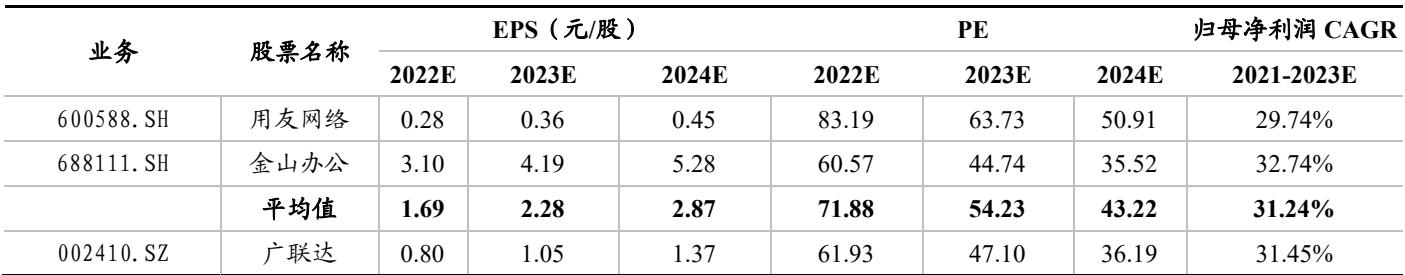 业务 股票名称 EPS（元/股） PE 归母净利润 CAGR
2022E 2023E 2024E 2022E 2023E 2024E 2021-2023E
600588.SH 用友网络 0.28 0.36 0.45 83.19 63.73 50.91 29.74%
688111.SH 金山办公 3.10 4.19 5.28 60.57 44.74 35.52 32.74%
平均值 1.69 2.28 2.87 71.88 54.23 43.22 31.24%
002410.SZ 广联达 0.80 1.05 1.37 61.93 47.10 36.19 31.45%